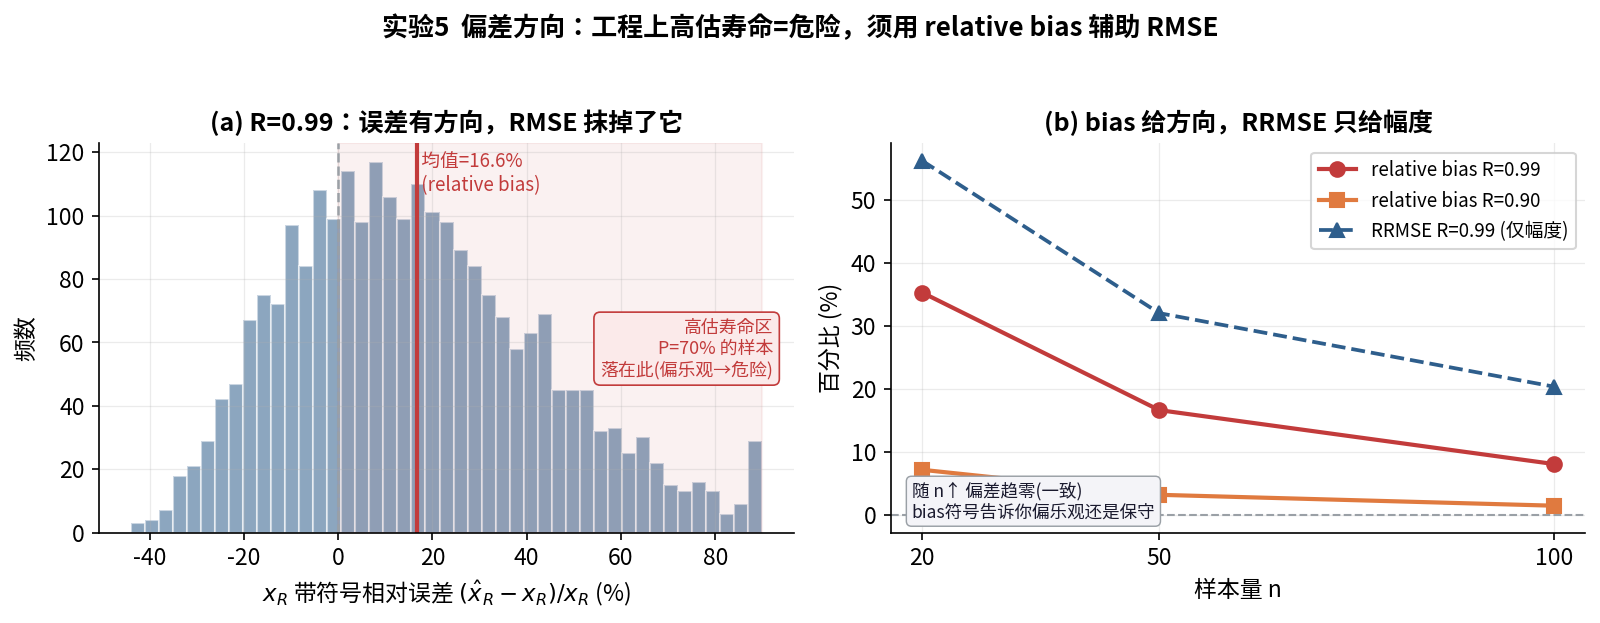 实验5 偏差方向：工程上高估寿命=危险，须用 relative bias 辅助 RMSE
(a) R=0.99：误差有方向，RMSE 抹掉了它
频数
120
100
80
60
40
20
0
均值=16.6%
(relative bias)
高估寿命区
P=70% 的样本
落在此(偏乐观→危险)
-40 -20 0 20 40 60 80
$x_R$ 带符号相对误差 $(\hat{x}_R - x_R)/x_R$ (%)
(b) bias 给方向，RRMSE 只给幅度
百分比 (%)
50
40
30
20
10
0
relative bias R=0.99
relative bias R=0.90
RRMSE R=0.99 (仅幅度)
随 n↑ 偏差趋零(一致)
bias符号告诉你偏乐观还是保守
20 50 100
样本量 n